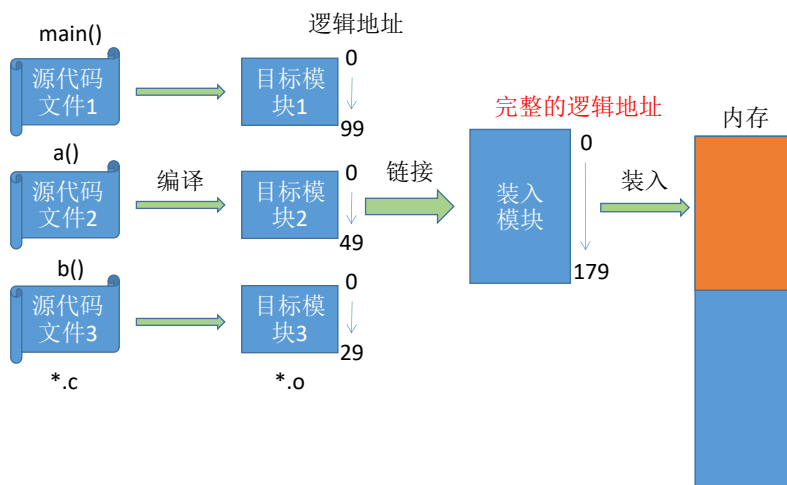 main()
逻辑地址
源代码
文件1
目标模
块1
0
99
完整的逻辑地址
内存
a()
源代码
文件2
编译
目标模
块2
0
49
链接
装入
模块
0
179
装入
b()
源代码
文件3
目标模
块3
0
29
*.c
*.o